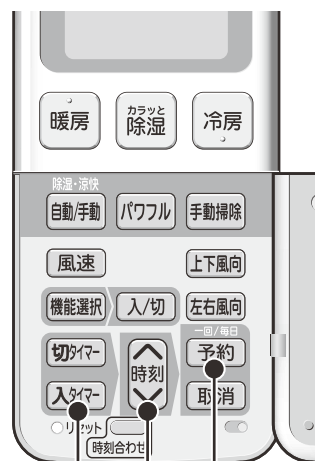 暖房
カラッと
除湿
冷房
除湿・涼快
自動/手動
パワフル
手動掃除
風速
上下風向
機能選択
入/切
左右風向
一回/毎日
切タイマー
時刻
予約
入タイマー
取消
リセット
時刻合わせ